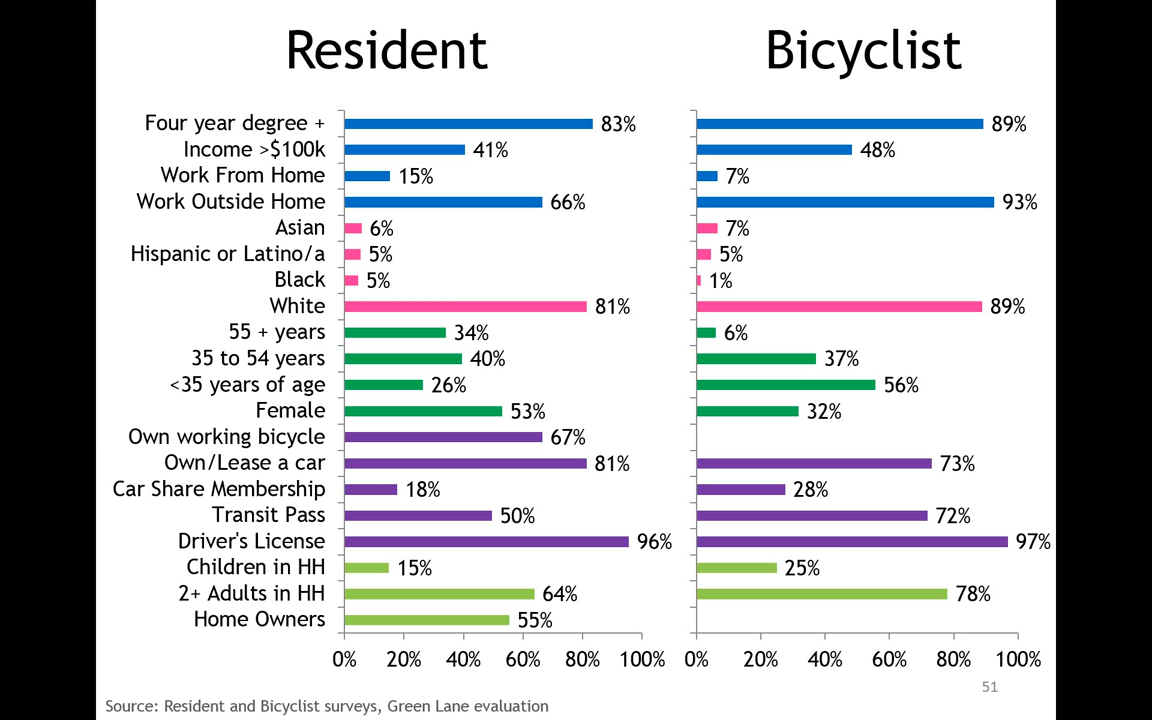 Resident Bicyclist
Four year degree + 83% 89%
Income >$100k 41% 48%
Work From Home 15% 7%
Work Outside Home 66% 93%
Asian 6% 7%
Hispanic or Latino/a 5% 5%
Black 5% 1%
White 81% 89%
55 + years 34% 6%
35 to 54 years 40% 37%
<35 years of age 26% 56%
Female 53% 32%
Own working bicycle 67%
Own/Lease a car 81% 73%
Car Share Membership 18% 28%
Transit Pass 50% 72%
Driver's License 96% 97%
Children in HH 15% 25%
2+ Adults in HH 64% 78%
Home Owners 55%
0% 20% 40% 60% 80% 100% 0% 20% 40% 60% 80% 100%
51
Source: Resident and Bicyclist surveys, Green Lane evaluation